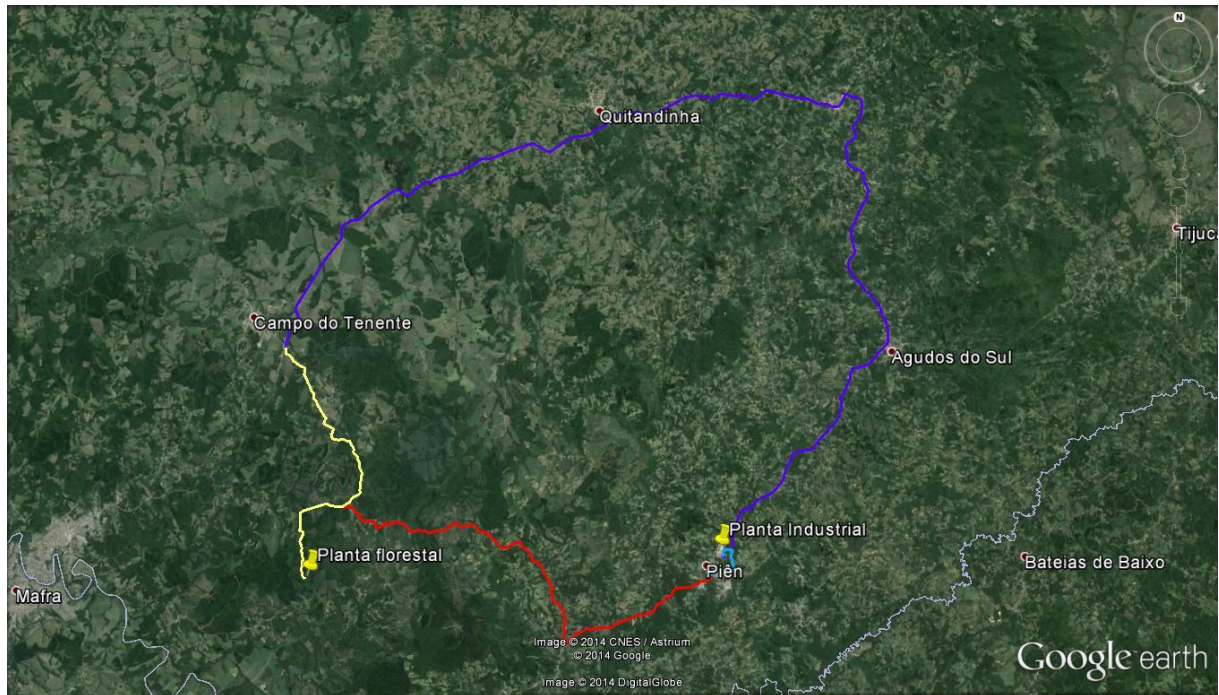 N
Quitandinha
Tijuca
Campo do Tenente
Agudos do Sul
Planta Industrial
Planta florestal
Bateias de Baixo
Piên
Mafra
Image © 2014 CNES / Astrium
© 2014 Google
Image © 2014 DigitalGlobe
Google earth